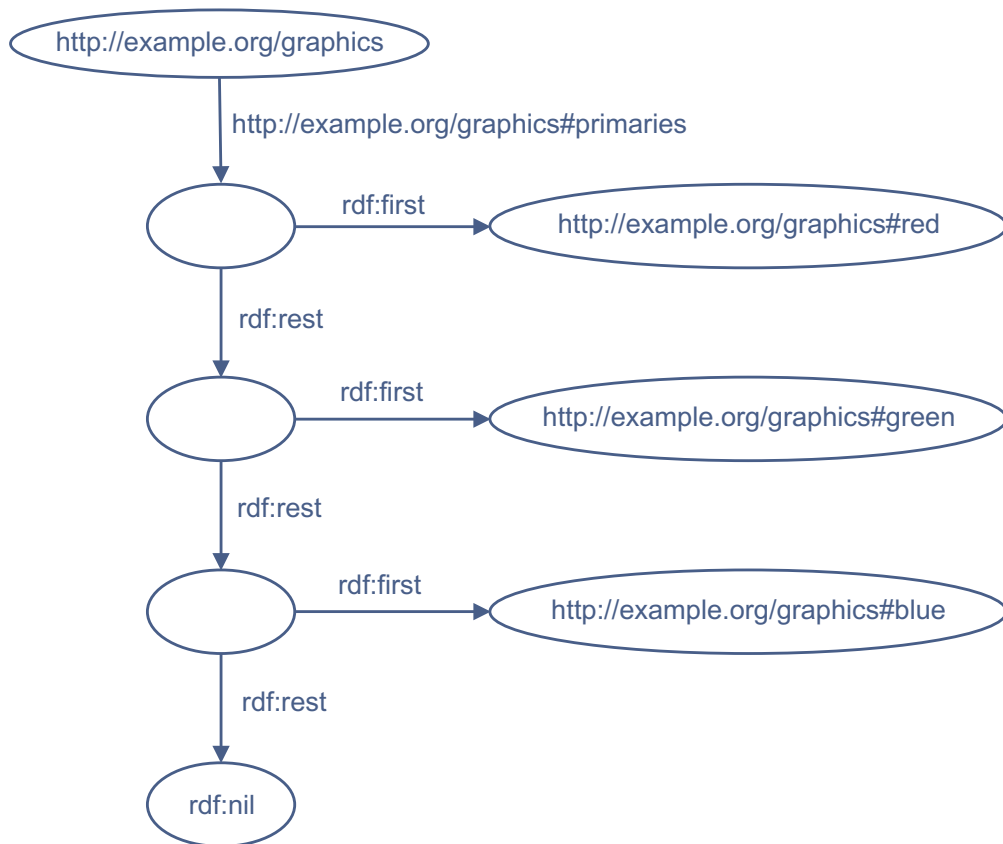 http://example.org/graphics
http://example.org/graphics#primaries
rdf:first
http://example.org/graphics#red
rdf:rest
rdf:first
http://example.org/graphics#green
rdf:rest
rdf:first
http://example.org/graphics#blue
rdf:rest
rdf:nil